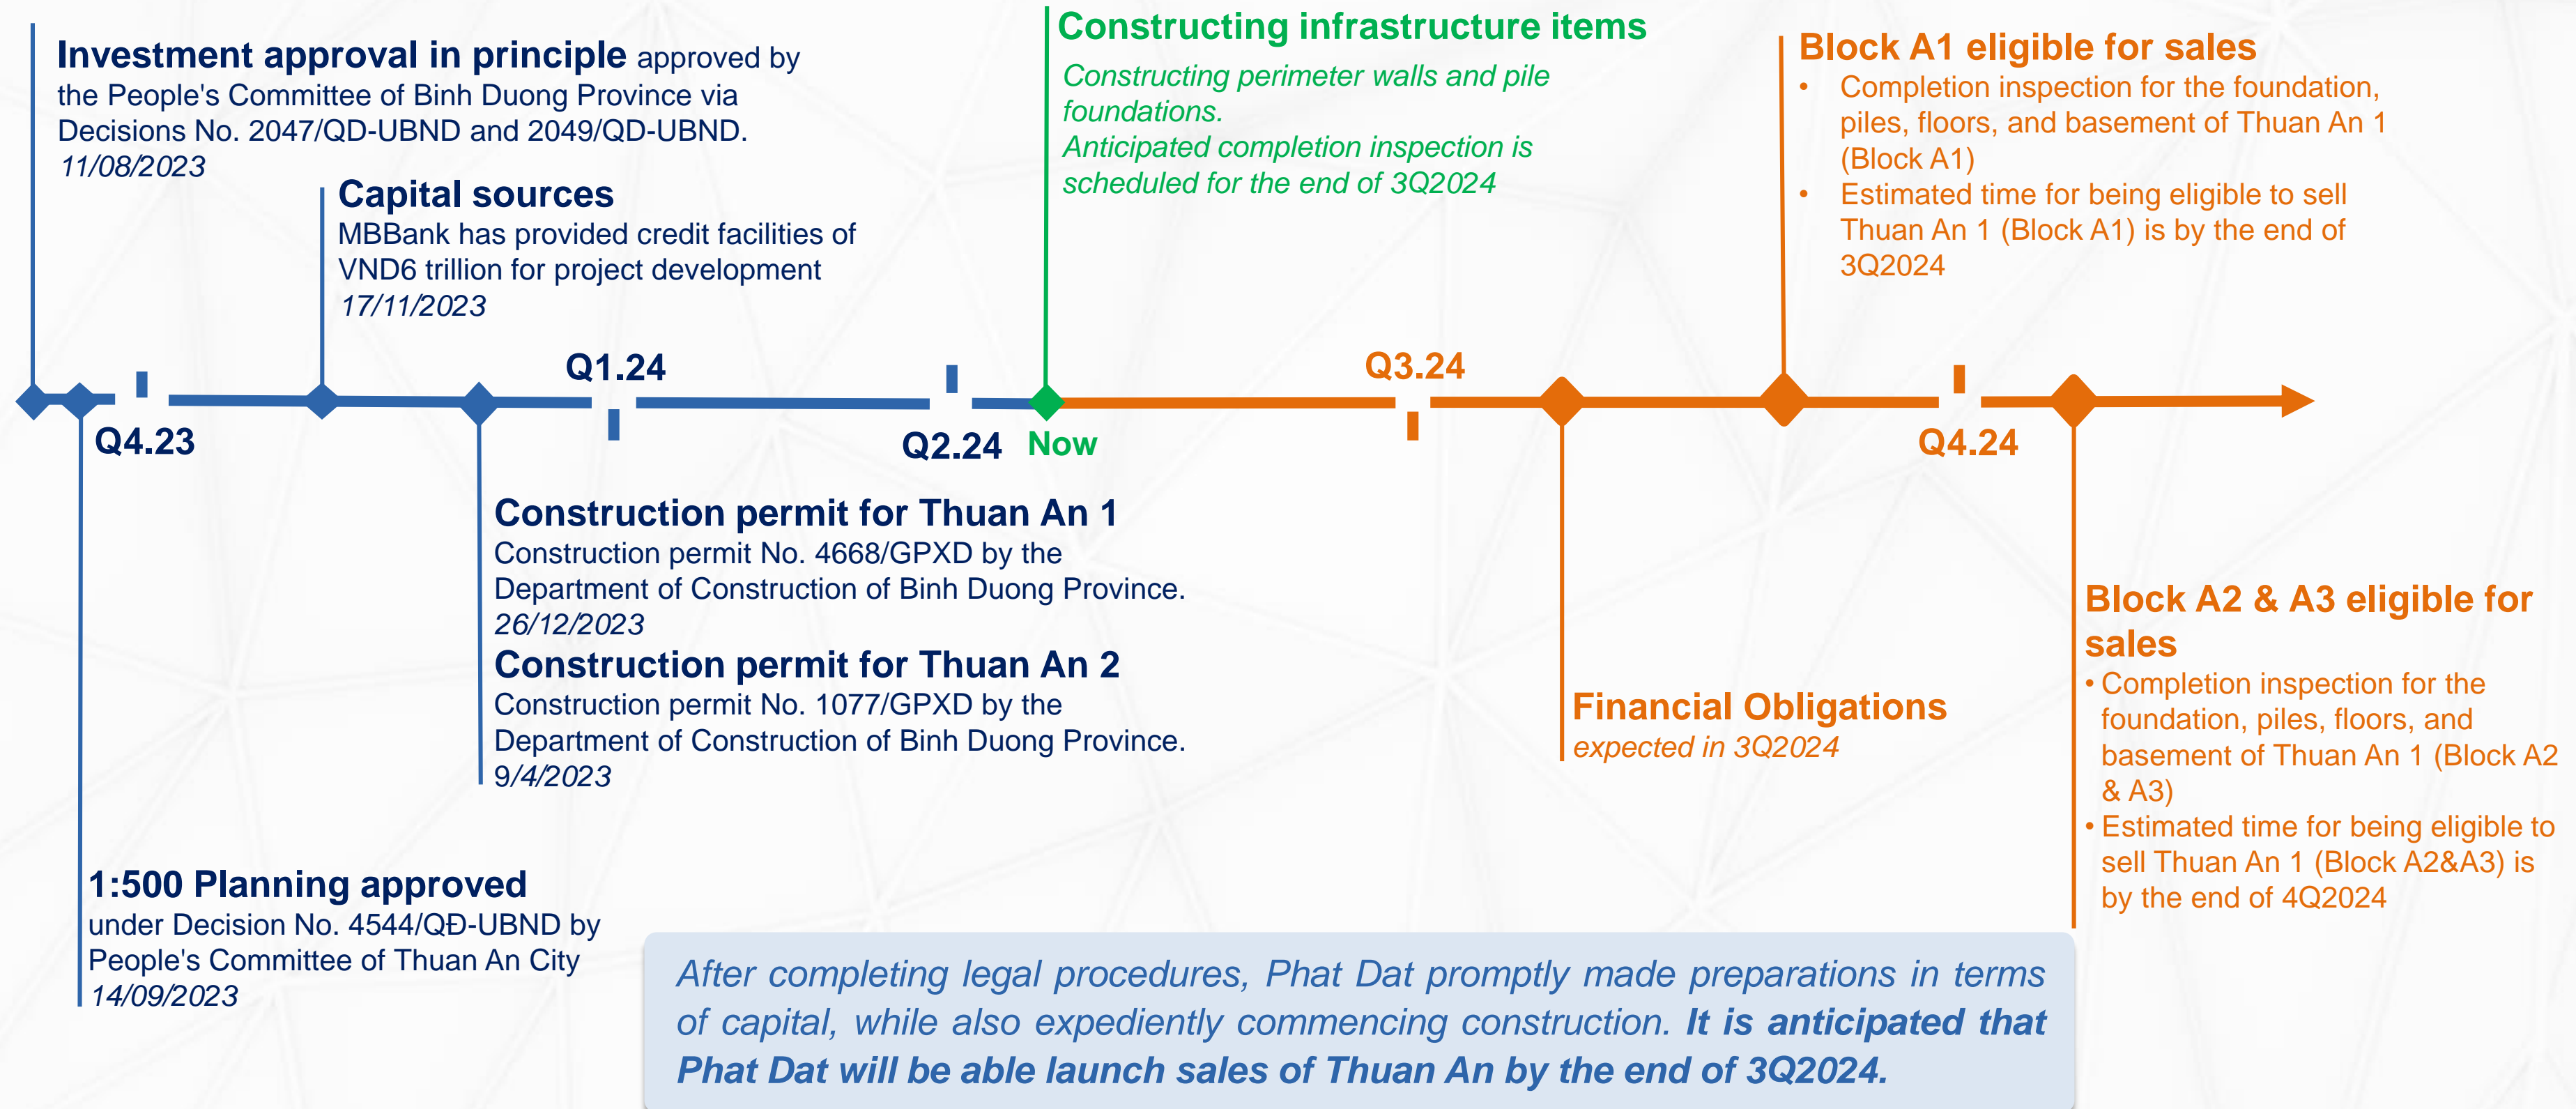 Investment approval in principle approved by
the People's Committee of Binh Duong Province via
Decisions No. 2047/QD-UBND and 2049/QD-UBND.
11/08/2023
Capital sources
MBBank has provided credit facilities of
VND6 trillion for project development
17/11/2023
Constructing infrastructure items
Constructing perimeter walls and pile
foundations.
Anticipated completion inspection is
scheduled for the end of 3Q2024
Block A1 eligible for sales
• Completion inspection for the foundation,
piles, floors, and basement of Thuan An 1
(Block A1)
• Estimated time for being eligible to sell
Thuan An 1 (Block A1) is by the end of
3Q2024
Q4.23
Q1.24
Q2.24
Now
Q3.24
Q4.24
Construction permit for Thuan An 1
Construction permit No. 4668/GPXD by the
Department of Construction of Binh Duong Province.
26/12/2023
Construction permit for Thuan An 2
Construction permit No. 1077/GPXD by the
Department of Construction of Binh Duong Province.
9/4/2023
1:500 Planning approved
under Decision No. 4544/QĐ-UBND by
People's Committee of Thuan An City
14/09/2023
Financial Obligations
expected in 3Q2024
Block A2 & A3 eligible for
sales
• Completion inspection for the
foundation, piles, floors, and
basement of Thuan An 1 (Block A2
& A3)
• Estimated time for being eligible to
sell Thuan An 1 (Block A2&A3) is
by the end of 4Q2024
After completing legal procedures, Phat Dat promptly made preparations in terms
of capital, while also expediently commencing construction. It is anticipated that
Phat Dat will be able launch sales of Thuan An by the end of 3Q2024.